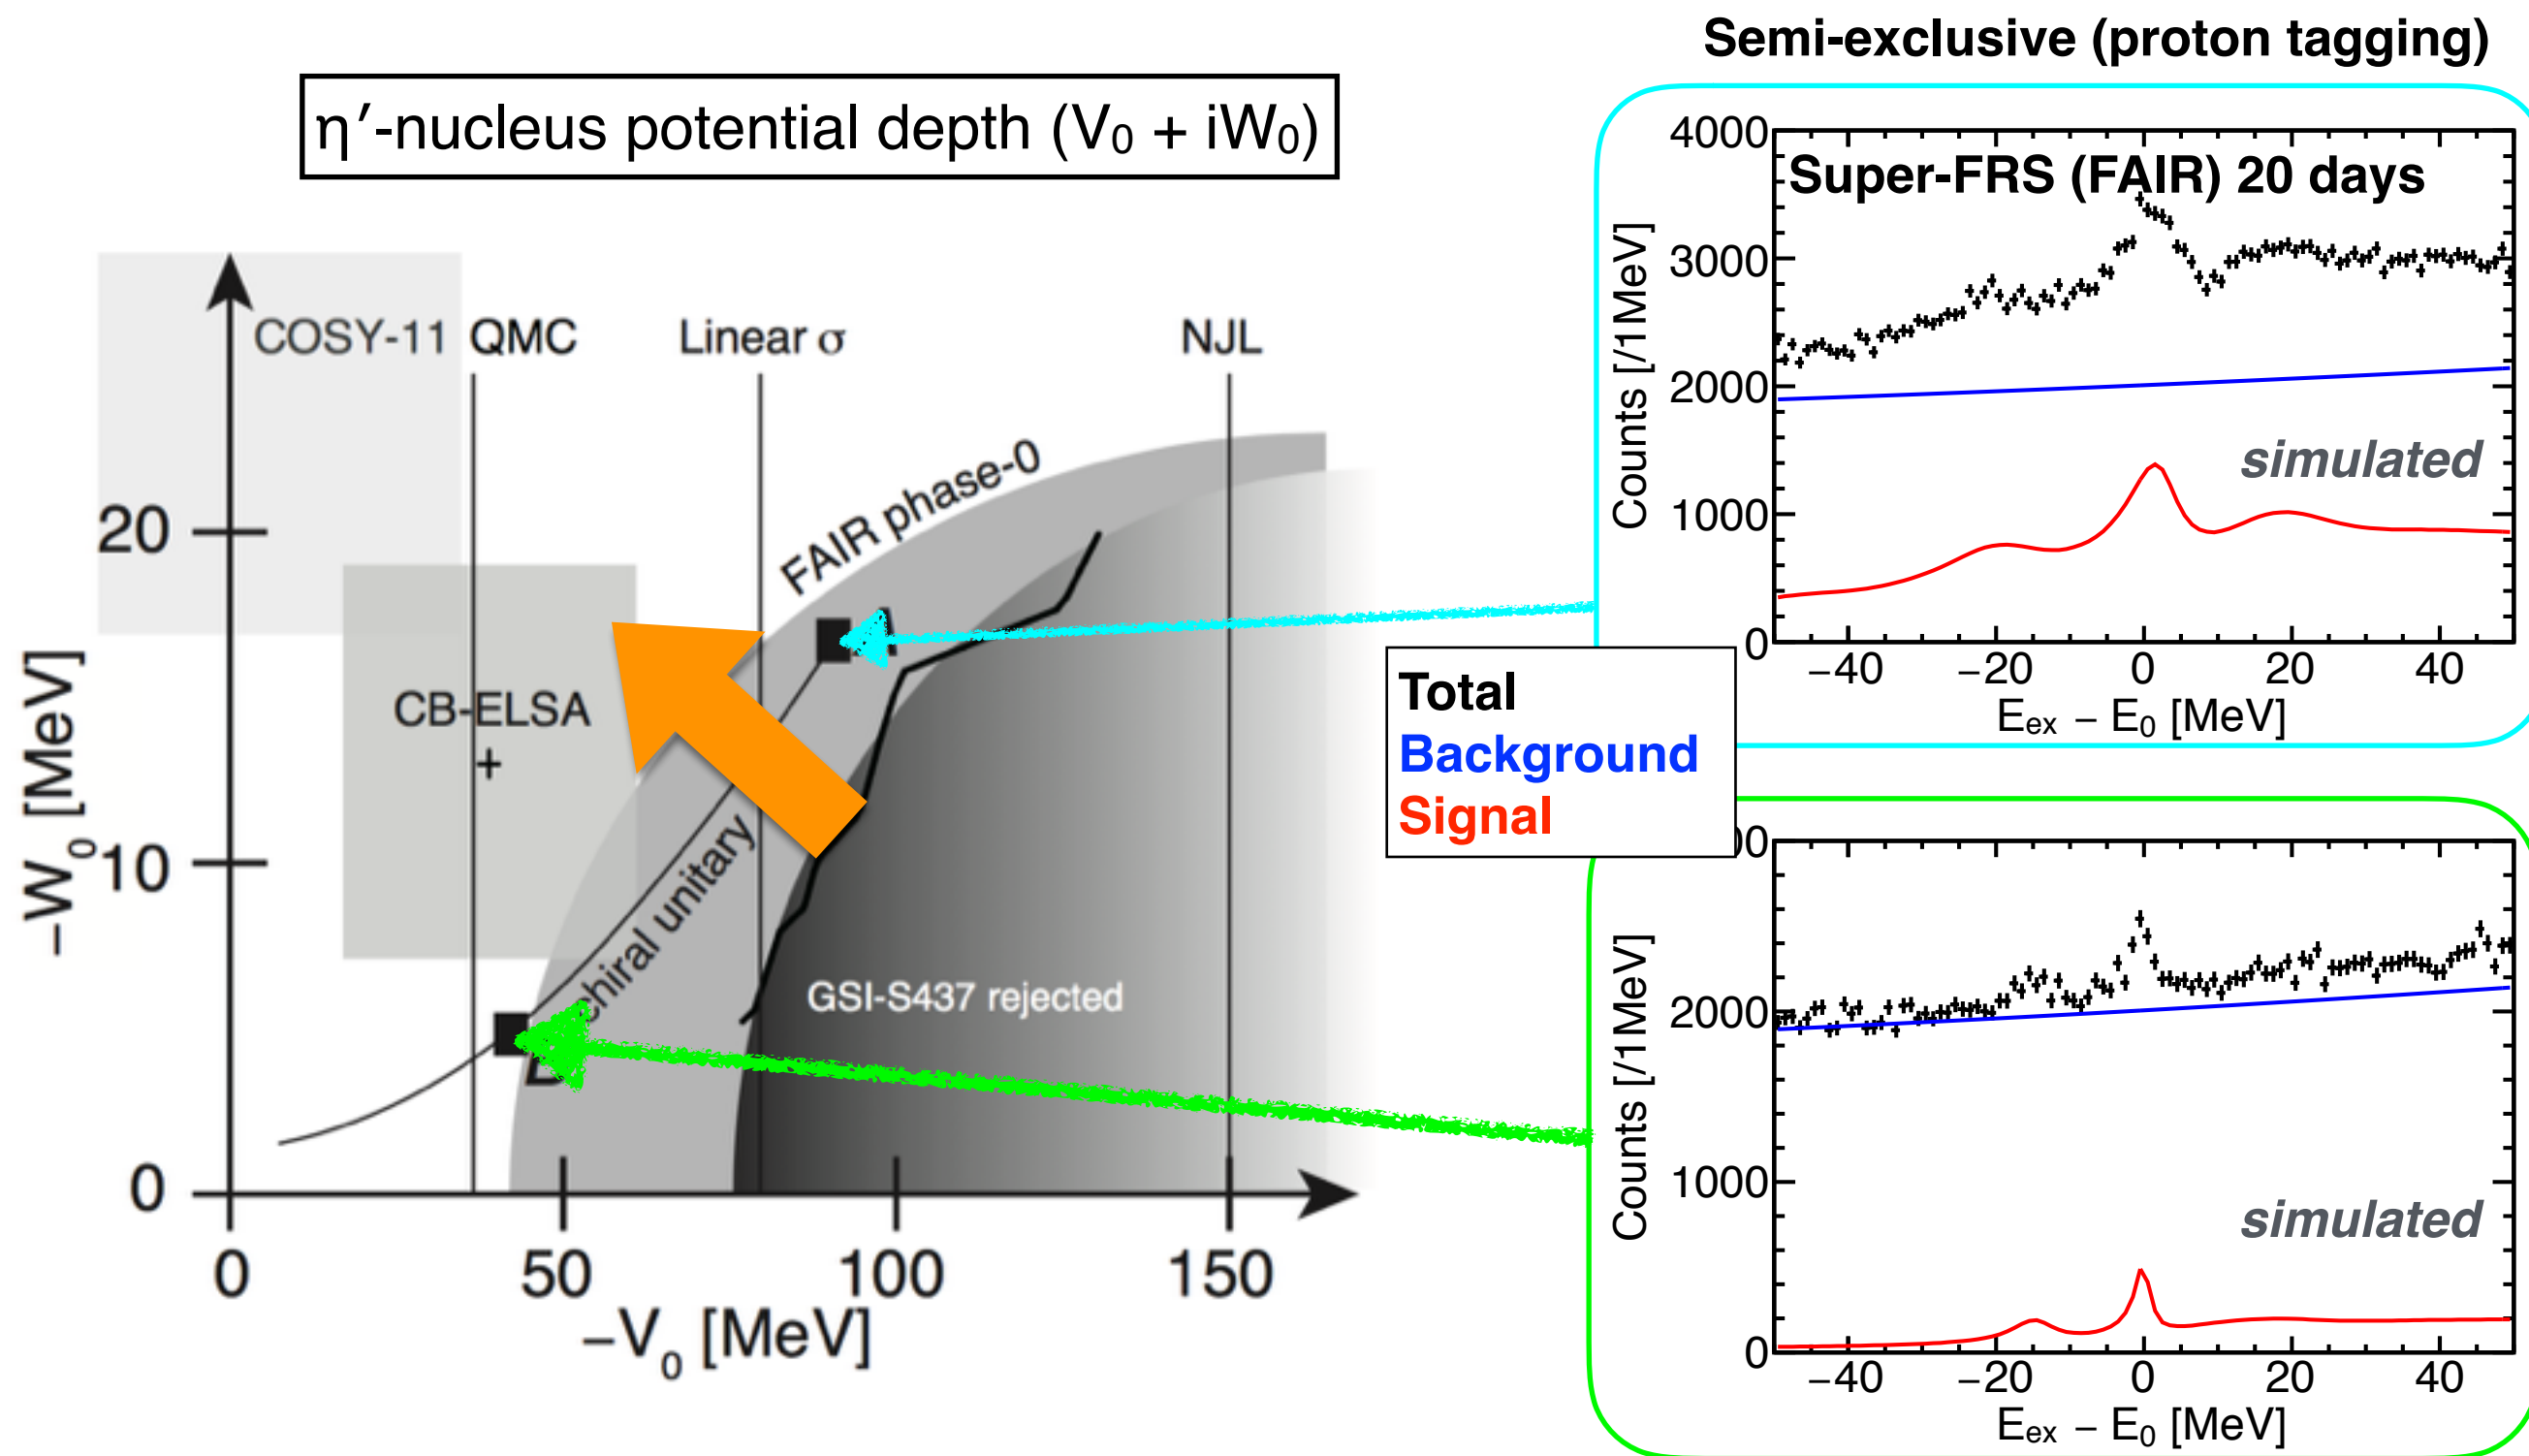 Semi-exclusive (proton tagging)
η′-nucleus potential depth (V₀ + iW₀)
COSY-11
QMC
Linear σ
NJL
FAIR phase-0
CB-ELSA
+
chiral unitary
GSI-S437 rejected
20
10
0
−W₀ [MeV]
0 50 100 150
−V₀ [MeV]
Super-FRS (FAIR) 20 days
simulated
4000
3000
2000
1000
0
Counts [/1MeV]
−40 −20 0 20 40
Eₑₓ − E₀ [MeV]
Total
Background
Signal
simulated
2000
1000
0
Counts [/1MeV]
−40 −20 0 20 40
Eₑₓ − E₀ [MeV]